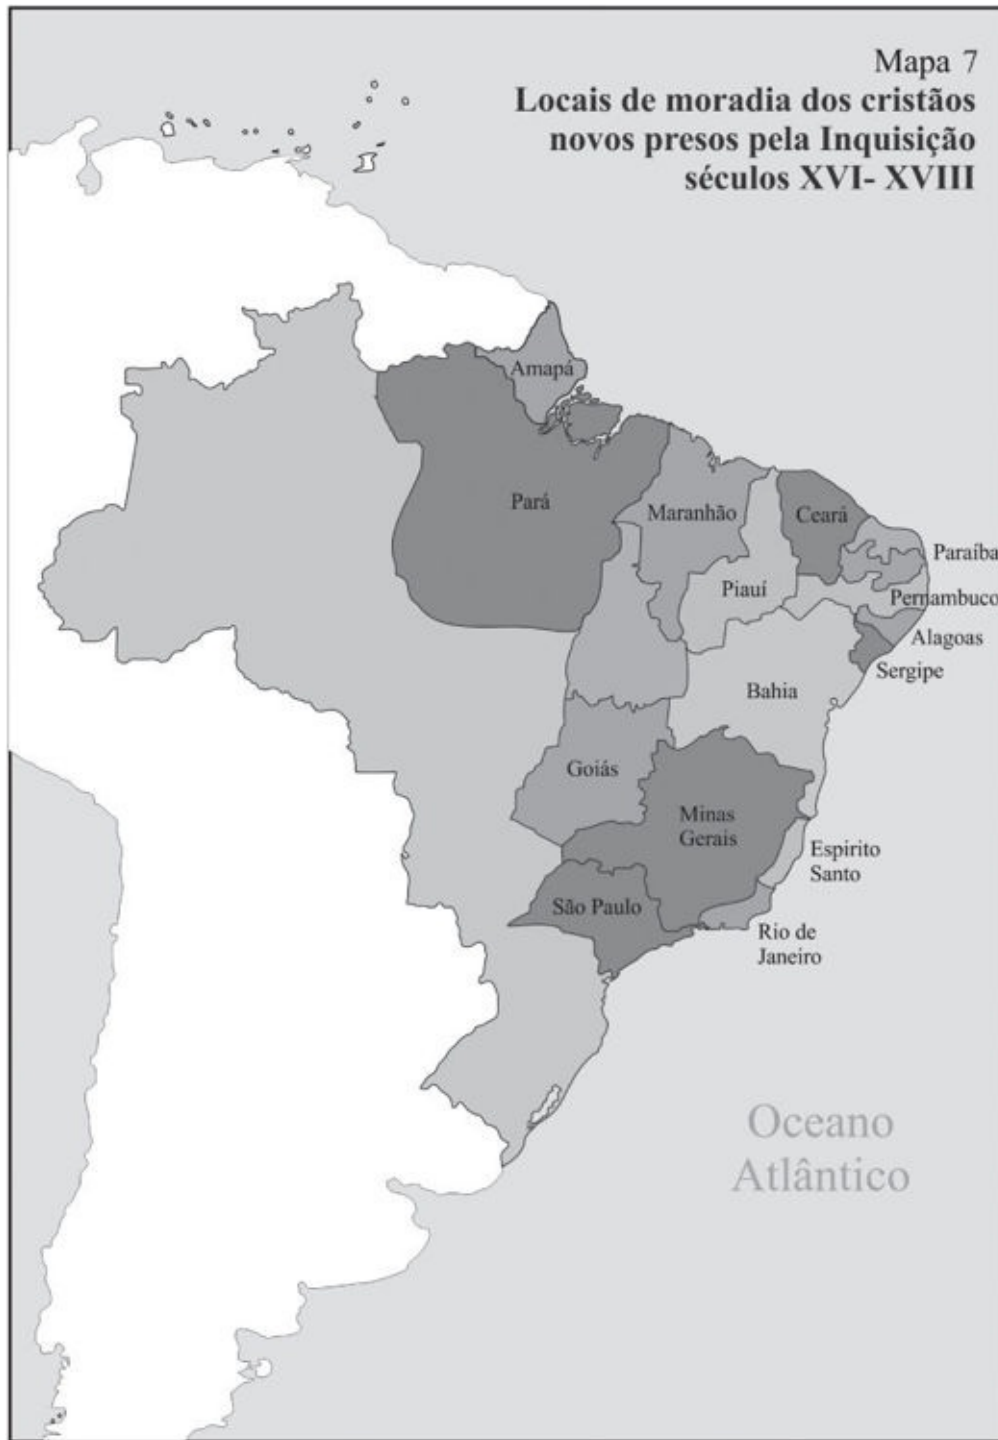 Mapa 7
Locais de moradia dos cristãos
novos presos pela Inquisição
séculos XVI- XVIII
Amapá
Pará
Maranhão
Ceará
Paraíba
Piauí
Pernambuco
Alagoas
Sergipe
Bahia
Goiás
Minas
Gerais
Espirito
Santo
São Paulo
Rio de
Janeiro
Oceano
Atlântico